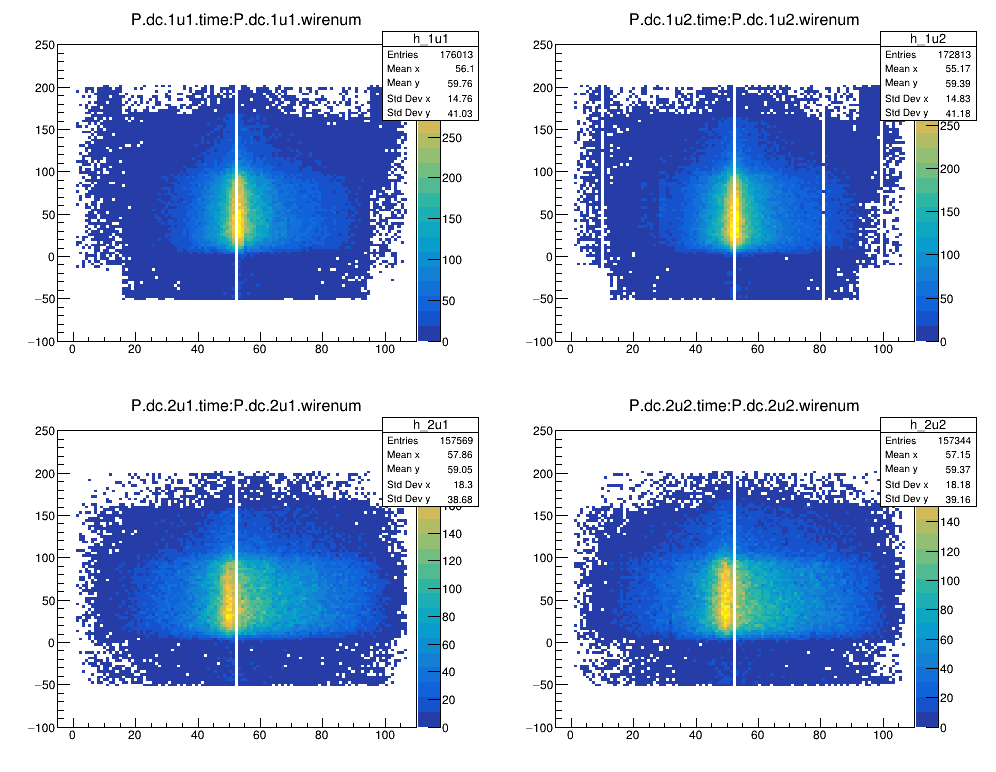 P.dc.1u1.time:P.dc.1u1.wirenum
h_1u1
Entries 176013
Mean x 56.1
Mean y 59.76
Std Dev x 14.76
Std Dev y 41.03
250
200
150
100
50
0
−50
−100
0 20 40 60 80 100
250
200
150
100
50
0
P.dc.1u2.time:P.dc.1u2.wirenum
h_1u2
Entries 172813
Mean x 55.17
Mean y 59.39
Std Dev x 14.83
Std Dev y 41.18
250
200
150
100
50
0
−50
−100
0 20 40 60 80 100
250
200
150
100
50
0
P.dc.2u1.time:P.dc.2u1.wirenum
h_2u1
Entries 157569
Mean x 57.86
Mean y 59.05
Std Dev x 18.3
Std Dev y 38.68
250
200
150
100
50
0
−50
−100
0 20 40 60 80 100
160
140
120
100
80
60
40
20
0
P.dc.2u2.time:P.dc.2u2.wirenum
h_2u2
Entries 157344
Mean x 57.15
Mean y 59.37
Std Dev x 18.18
Std Dev y 39.16
250
200
150
100
50
0
−50
−100
0 20 40 60 80 100
140
120
100
80
60
40
20
0